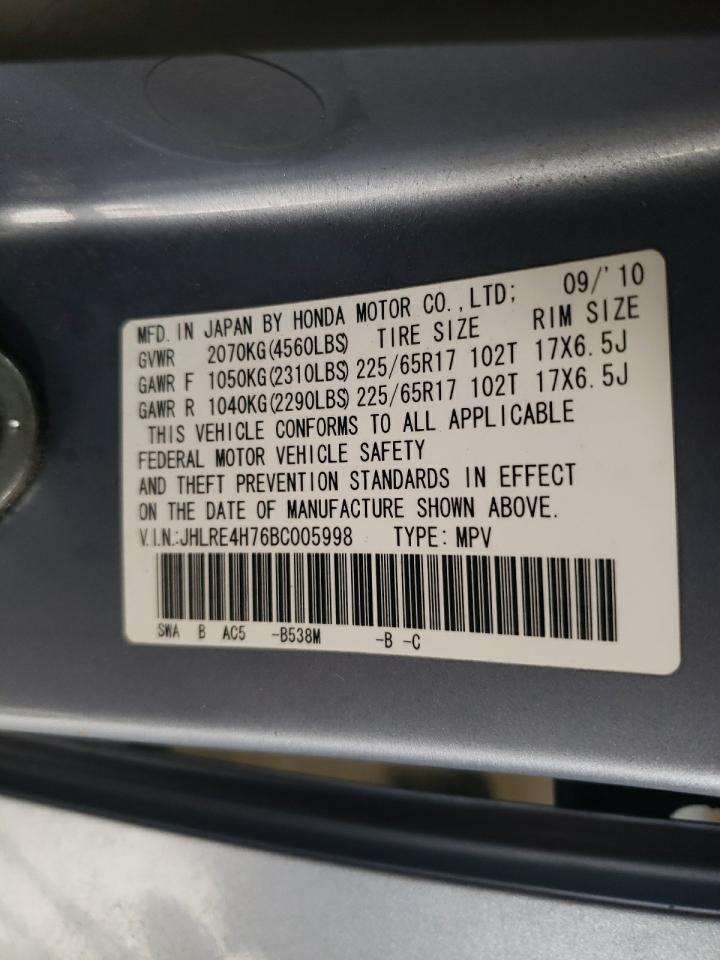 MFD. IN JAPAN BY HONDA MOTOR CO.,LTD; 09/'10
GVWR 2070KG(4560LBS) TIRE SIZE RIM SIZE
GAWR F 1050KG(2310LBS) 225/65R17 102T 17X6.5J
GAWR R 1040KG(2290LBS) 225/65R17 102T 17X6.5J
THIS VEHICLE CONFORMS TO ALL APPLICABLE
FEDERAL MOTOR VEHICLE SAFETY
AND THEFT PREVENTION STANDARDS IN EFFECT
ON THE DATE OF MANUFACTURE SHOWN ABOVE.
V.I.N.:JHLRE4H76BC005998 TYPE: MPV
SWA B AC5 -B538M -B -C